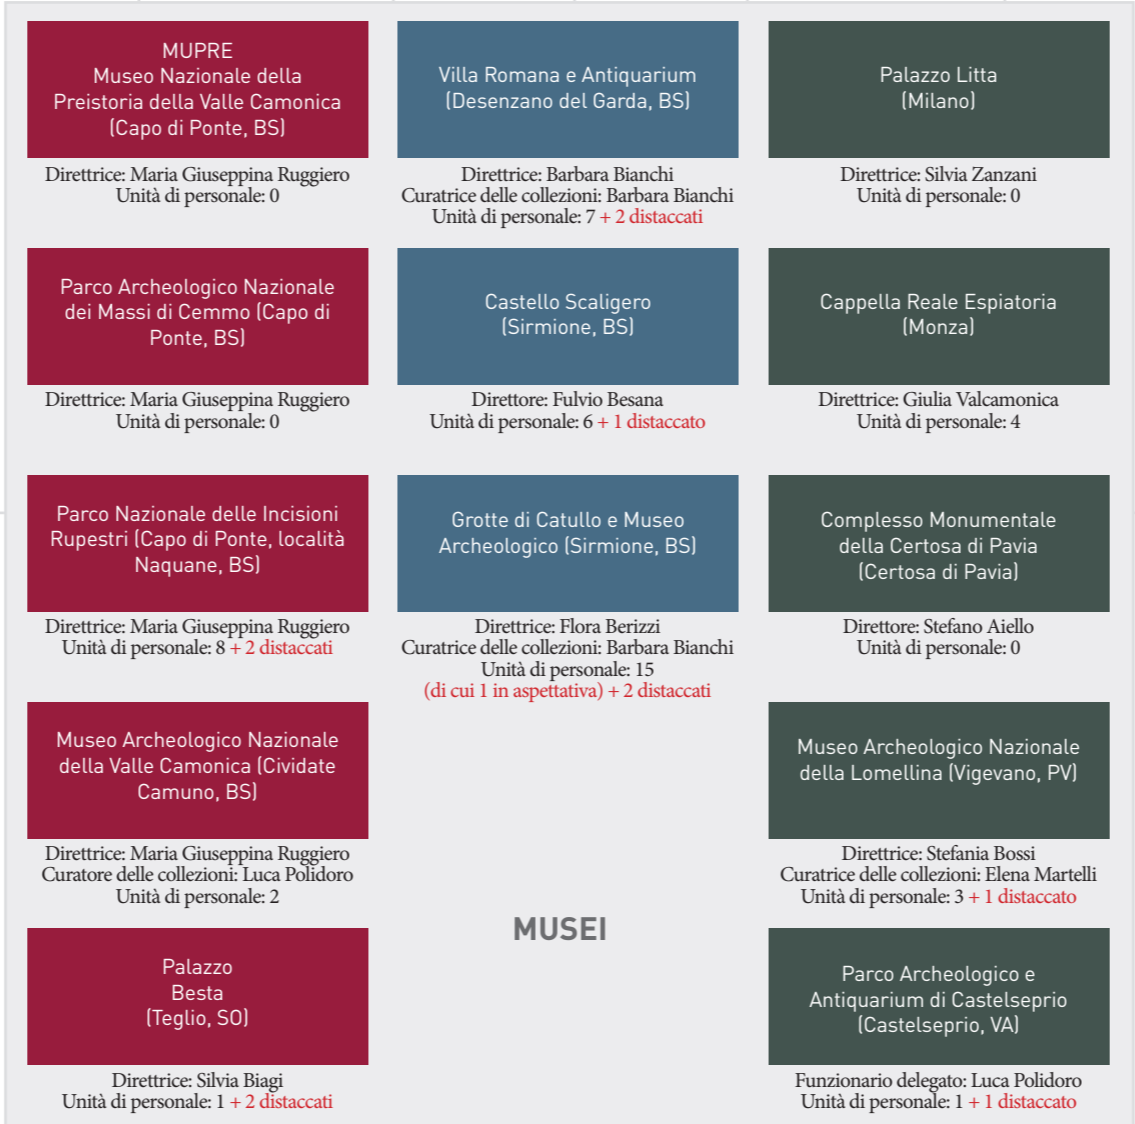 MUPRE
Museo Nazionale della
Preistoria della Valle Camonica
(Capo di Ponte, BS)
Direttrice: Maria Giuseppina Ruggiero
Unità di personale: 0
Villa Romana e Antiquarium
(Desenzano del Garda, BS)
Direttrice: Barbara Bianchi
Curatrice delle collezioni: Barbara Bianchi
Unità di personale: 7 + 2 distaccati
Palazzo Litta
(Milano)
Direttrice: Silvia Zanzani
Unità di personale: 0
Parco Archeologico Nazionale
dei Massi di Cemmo (Capo di
Ponte, BS)
Direttrice: Maria Giuseppina Ruggiero
Unità di personale: 0
Castello Scaligero
(Sirmione, BS)
Direttore: Fulvio Besana
Unità di personale: 6 + 1 distaccato
Cappella Reale Espiatoria
(Monza)
Direttrice: Giulia Valcamonica
Unità di personale: 4
Parco Nazionale delle Incisioni
Rupestri (Capo di Ponte, località
Naquane, BS)
Direttrice: Maria Giuseppina Ruggiero
Unità di personale: 8 + 2 distaccati
Grotte di Catullo e Museo
Archeologico (Sirmione, BS)
Direttrice: Flora Berizzi
Curatrice delle collezioni: Barbara Bianchi
Unità di personale: 15
(di cui 1 in aspettativa) + 2 distaccati
Complesso Monumentale
della Certosa di Pavia
(Certosa di Pavia)
Direttore: Stefano Aiello
Unità di personale: 0
Museo Archeologico Nazionale
della Valle Camonica (Cividate
Camuno, BS)
Direttrice: Maria Giuseppina Ruggiero
Curatore delle collezioni: Luca Polidoro
Unità di personale: 2
Museo Archeologico Nazionale
della Lomellina (Vigevano, PV)
Direttrice: Stefania Bossi
Curatrice delle collezioni: Elena Martelli
Unità di personale: 3 + 1 distaccato
MUSEI
Palazzo
Besta
(Teglio, SO)
Direttrice: Silvia Biagi
Unità di personale: 1 + 2 distaccati
Parco Archeologico e
Antiquarium di Castelseprio
(Castelseprio, VA)
Funzionario delegato: Luca Polidoro
Unità di personale: 1 + 1 distaccato